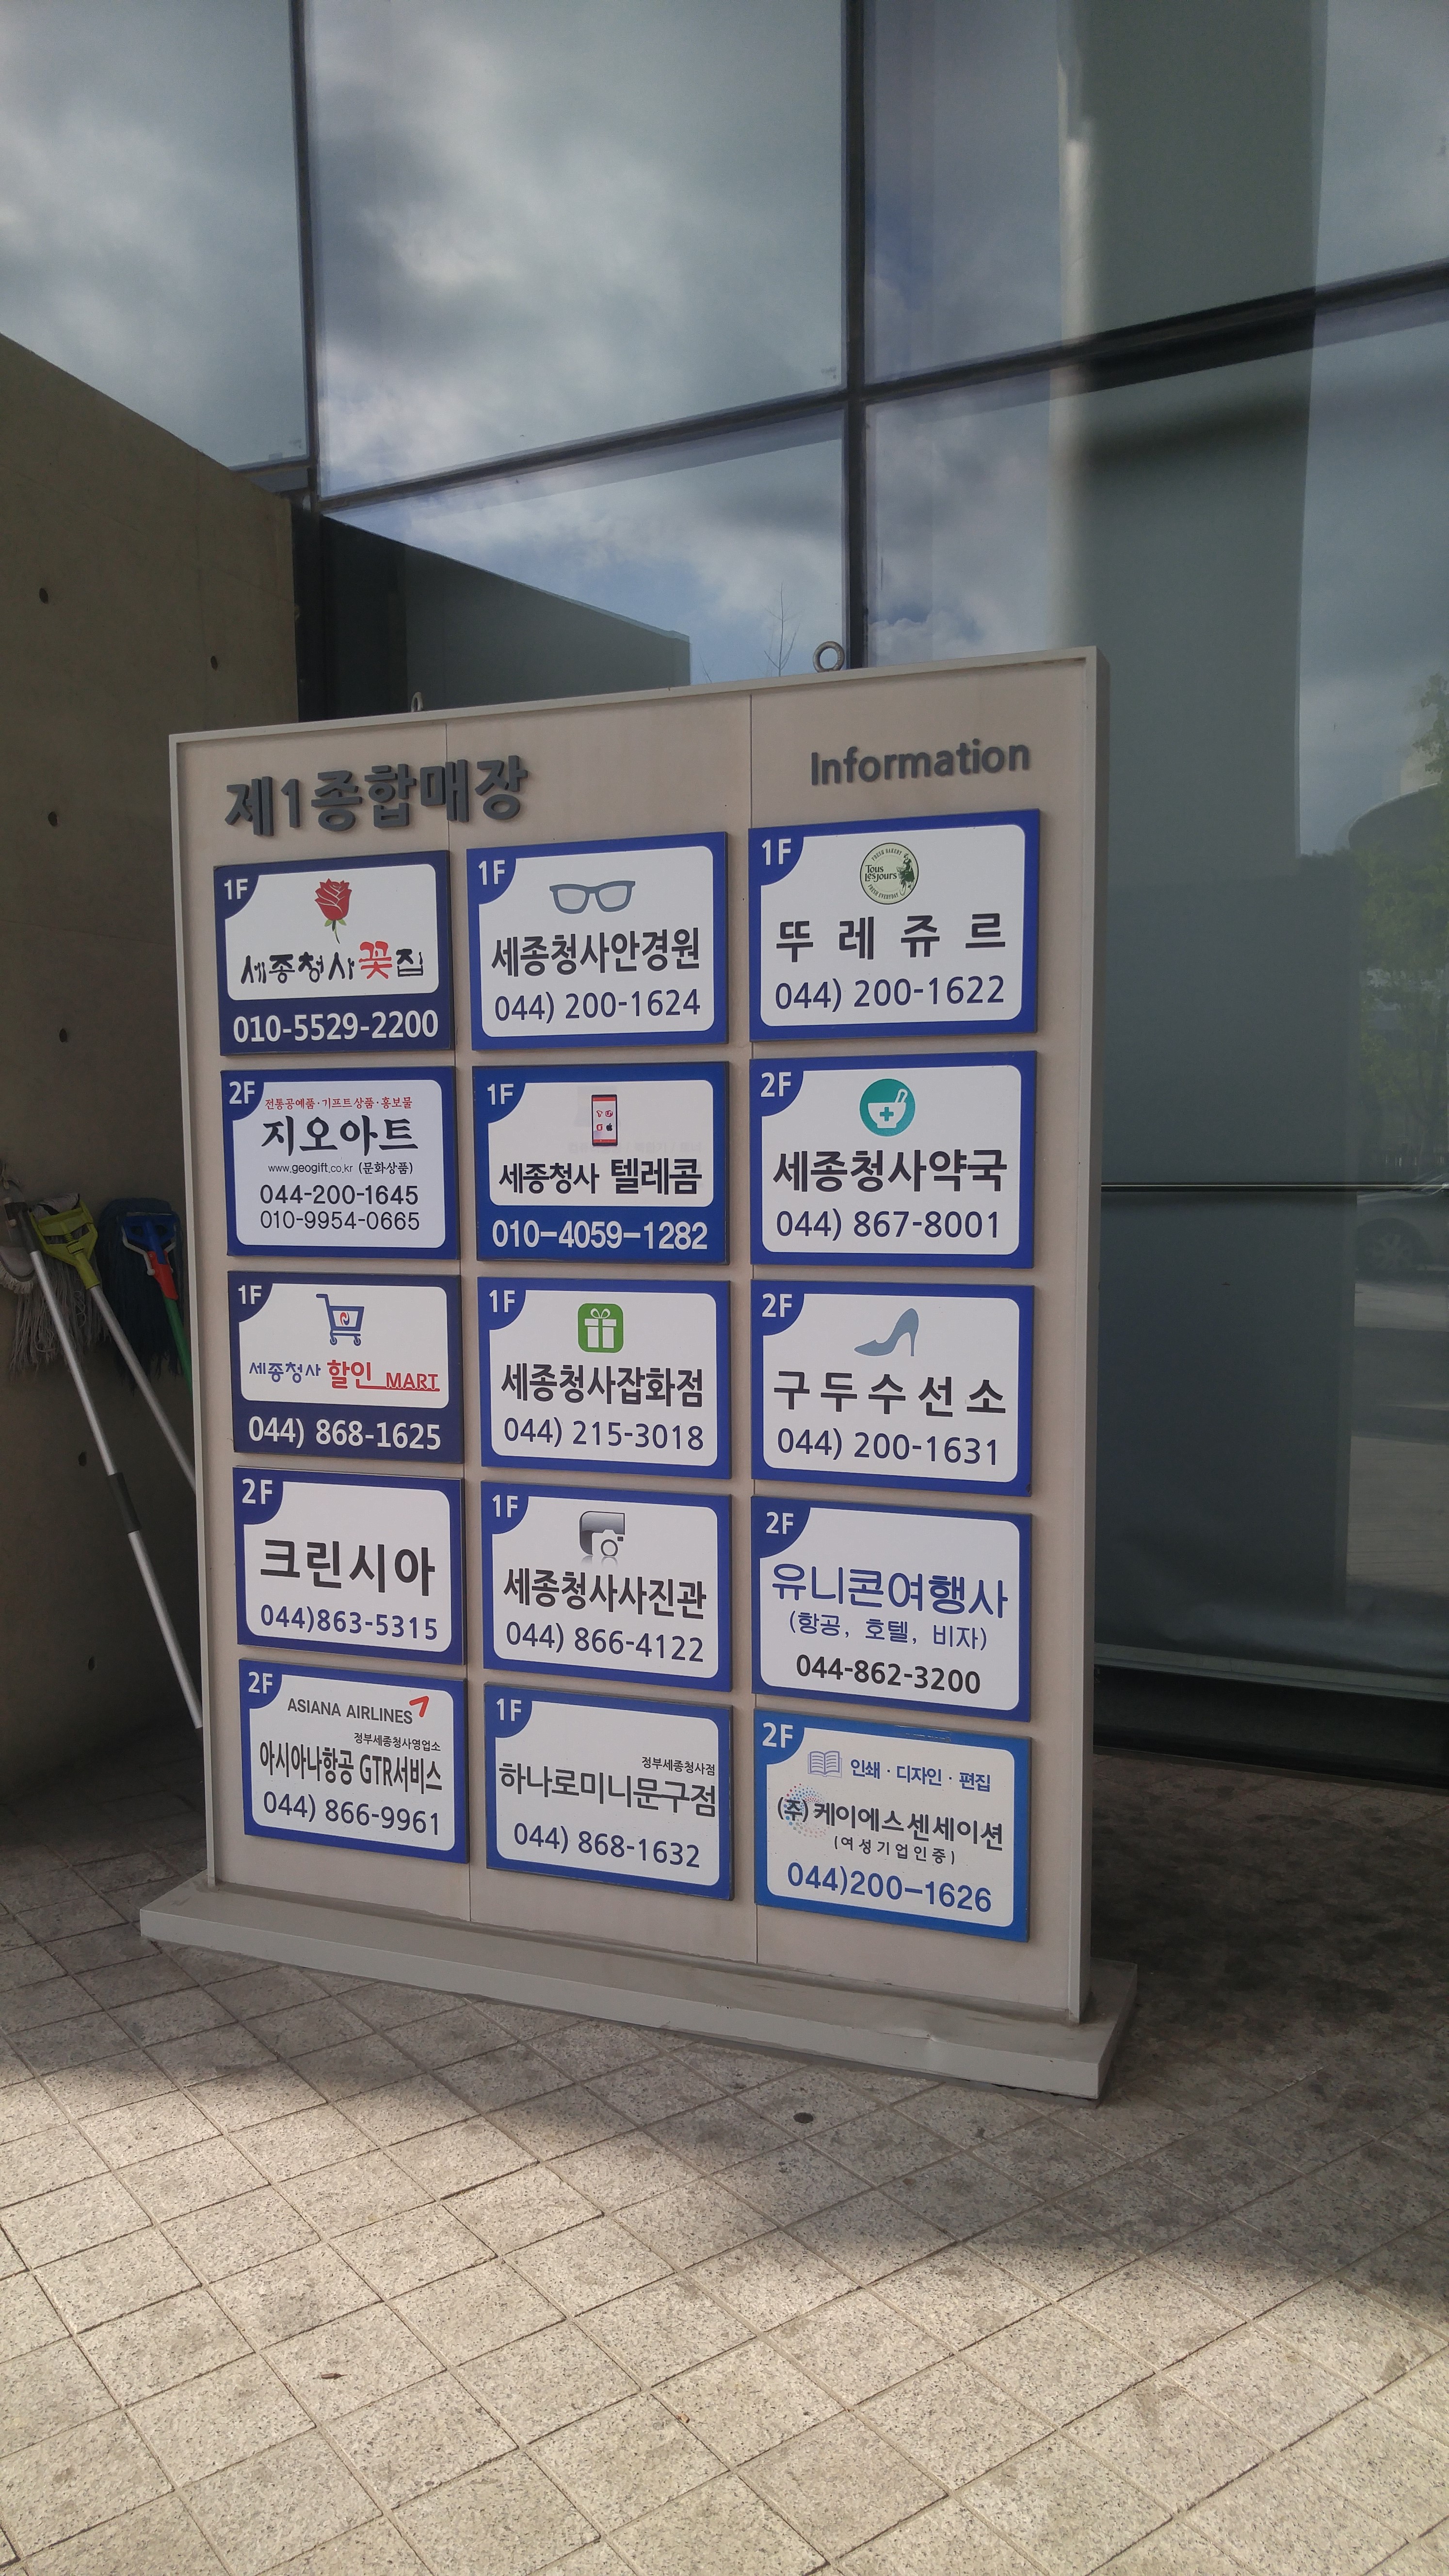 제1종합매장
Information
1F
세종청사꽃집
010-5529-2200
1F
세종청사안경원
044) 200-1624
1F
FRESH BAKERY
TOUS
LesJOURS
FRESH EVERYDAY
뚜레쥬르
044) 200-1622
2F
전통공예품·기프트상품·홍보물
지오아트
www.geogift.co.kr (문화상품)
044-200-1645
010-9954-0665
1F
세종청사 텔레콤
010-4059-1282
2F
세종청사약국
044) 867-8001
1F
세종청사 할인 MART
044) 868-1625
1F
세종청사잡화점
044) 215-3018
2F
구두수선소
044) 200-1631
2F
크린시아
044)863-5315
1F
세종청사사진관
044) 866-4122
2F
유니콘여행사
(항공, 호텔, 비자)
044-862-3200
2F
ASIANA AIRLINES
정부세종청사영업소
아시아나항공 GTR서비스
044) 866-9961
1F
정부세종청사점
하나로미니문구점
044) 868-1632
2F
인쇄·디자인·편집
(주)케이에스센세이션
(여성기업인증)
044)200-1626